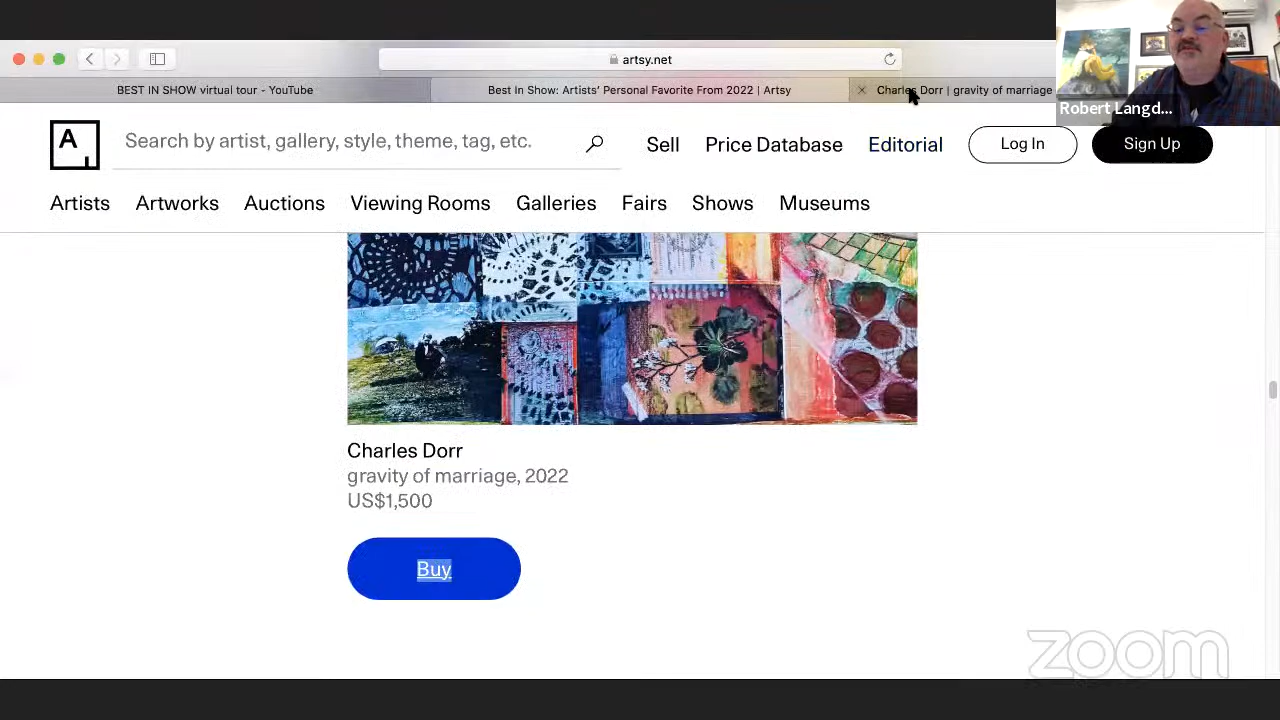 artsy.net
BEST IN SHOW virtual tour - YouTube
Best In Show: Artists' Personal Favorite From 2022 | Artsy
Charles Dorr | gravity of marriage
Robert Langd...
A
Search by artist, gallery, style, theme, tag, etc.
Sell
Price Database
Editorial
Log In
Sign Up
Artists
Artworks
Auctions
Viewing Rooms
Galleries
Fairs
Shows
Museums
Charles Dorr
gravity of marriage, 2022
US$1,500
Buy
zoom